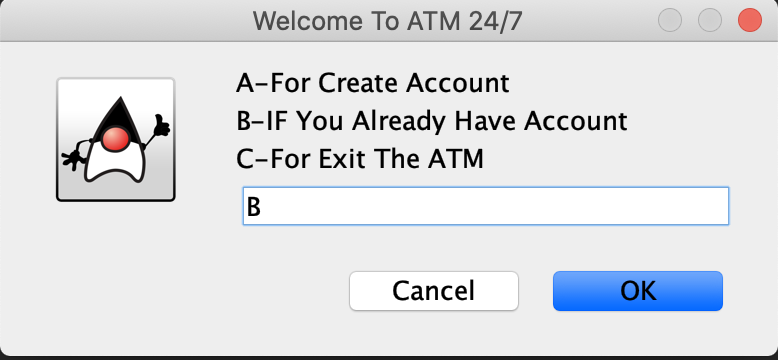 Welcome To ATM 24/7
A-For Create Account
B-IF You Already Have Account
C-For Exit The ATM
B
Cancel OK